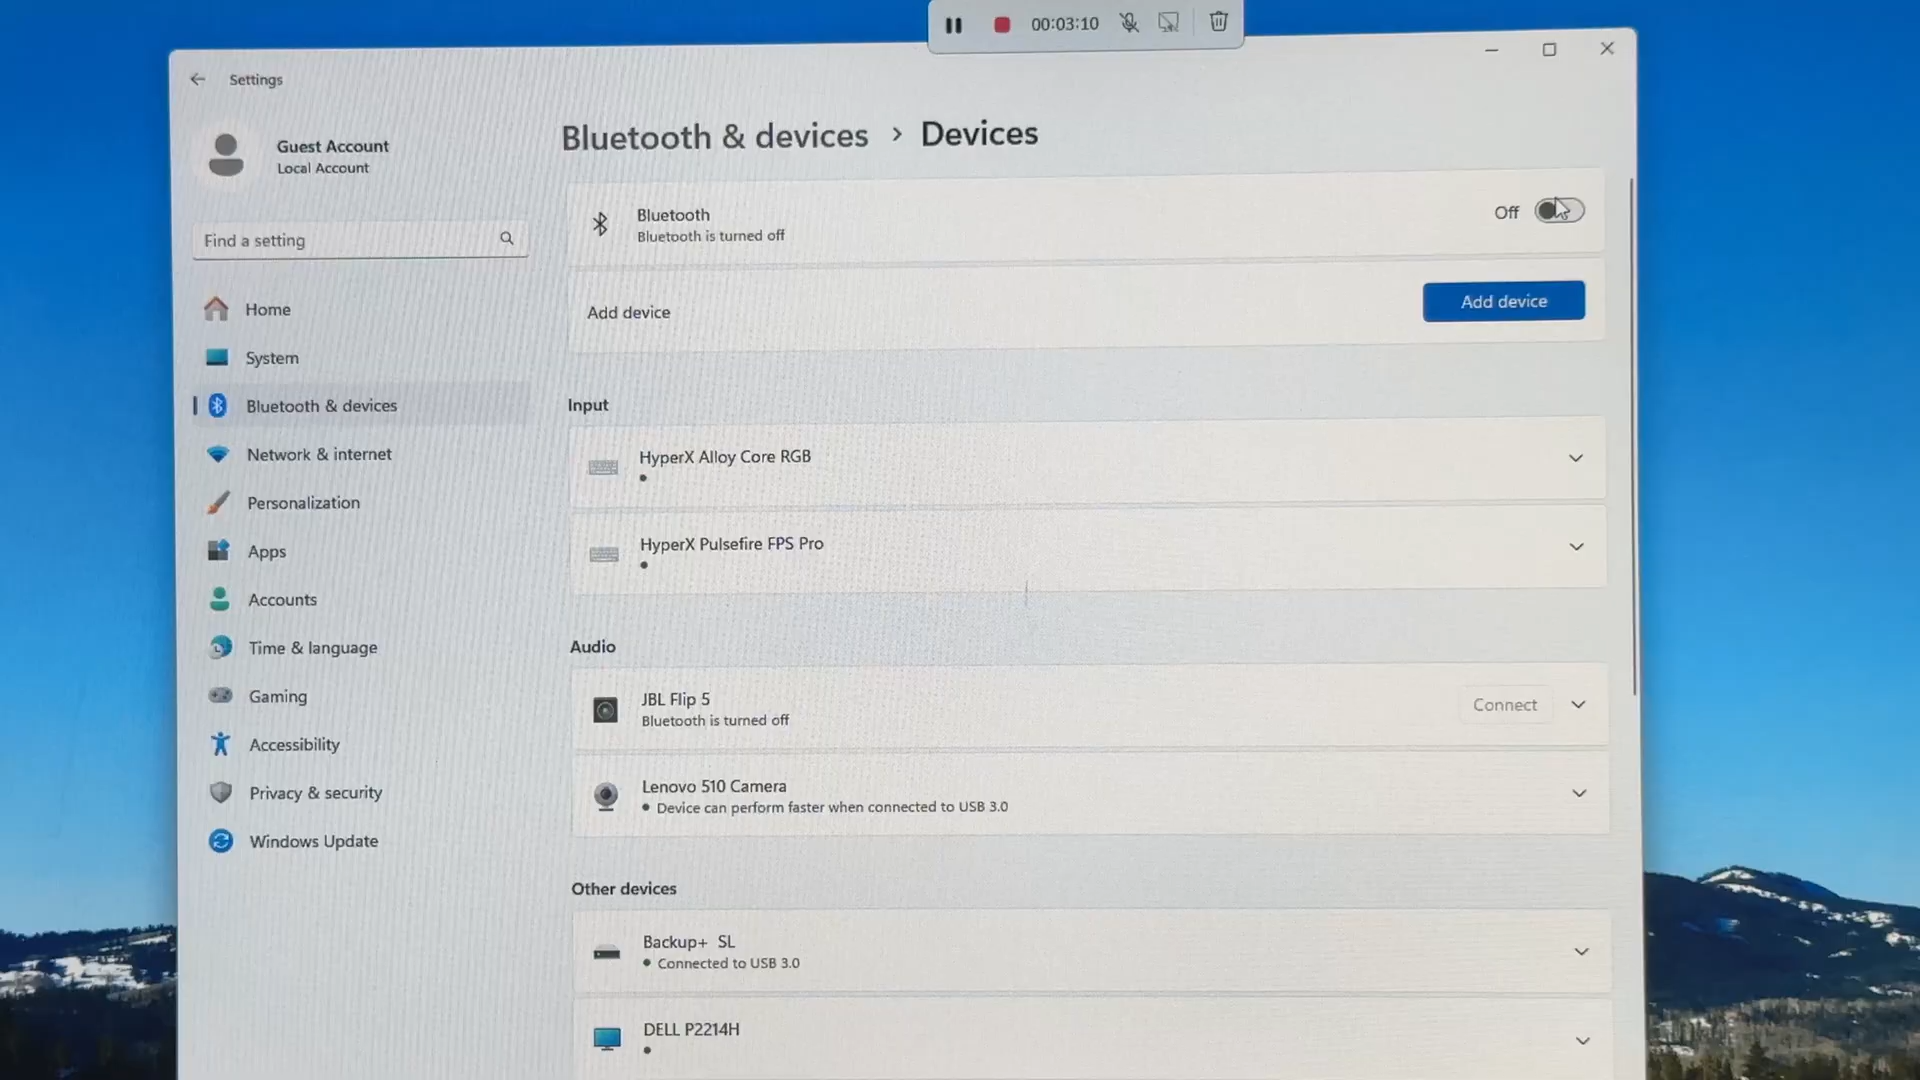 00:03:10
Settings
Guest Account
Local Account
Find a setting
Home
System
Bluetooth & devices
Network & internet
Personalization
Apps
Accounts
Time & language
Gaming
Accessibility
Privacy & security
Windows Update
Bluetooth & devices > Devices
Bluetooth
Bluetooth is turned off
Off
Add device
Add device
Input
HyperX Alloy Core RGB
HyperX Pulsefire FPS Pro
Audio
JBL Flip 5
Bluetooth is turned off
Connect
Lenovo 510 Camera
• Device can perform faster when connected to USB 3.0
Other devices
Backup+ SL
• Connected to USB 3.0
DELL P2214H